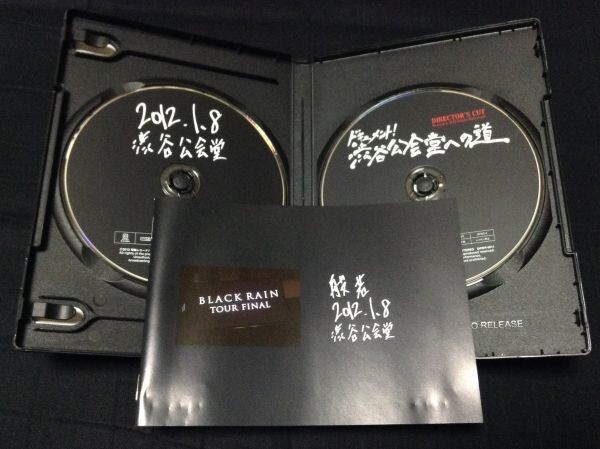 2012.1.8
渋谷公会堂
DIRECTOR'S CUT
ドキュメント!
渋谷公会堂への道
BLACK RAIN
TOUR FINAL
般若
2012.1.8
渋谷公会堂
O RELEASE